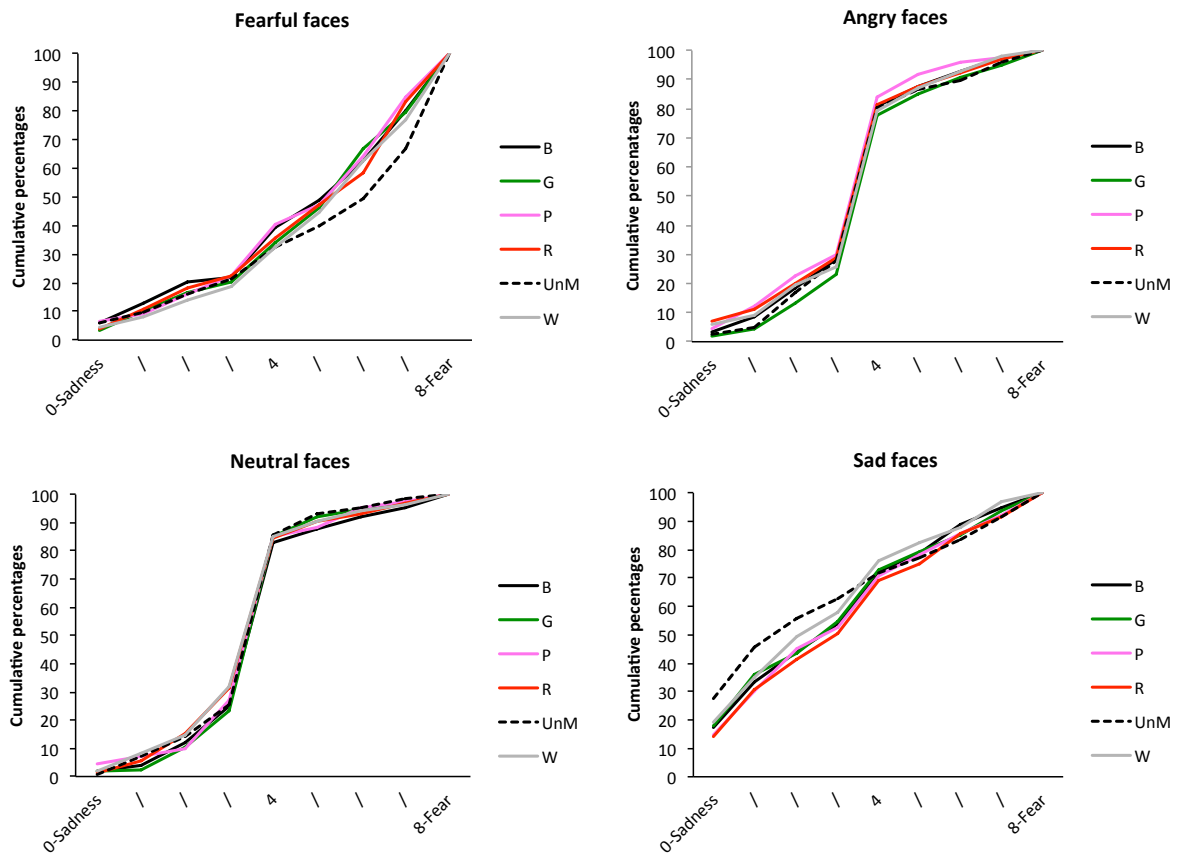 Fearful faces
Cumulative percentages
100
90
80
70
60
50
40
30
20
10
0
0-Sadness
/
/
/
4
/
/
/
8-Fear
B
G
P
R
UnM
W
Angry faces
Cumulative percenatages
100
90
80
70
60
50
40
30
20
10
0
0-Sadness
/
/
/
4
/
/
/
8-Fear
B
G
P
R
UnM
W
Neutral faces
Cumulative percentages
100
90
80
70
60
50
40
30
20
10
0
0-Sadness
/
/
/
4
/
/
/
8-Fear
B
G
P
R
UnM
W
Sad faces
Cumulative pecentages
100
90
80
70
60
50
40
30
20
10
0
0-Sadness
/
/
/
4
/
/
/
8-Fear
B
G
P
R
UnM
W